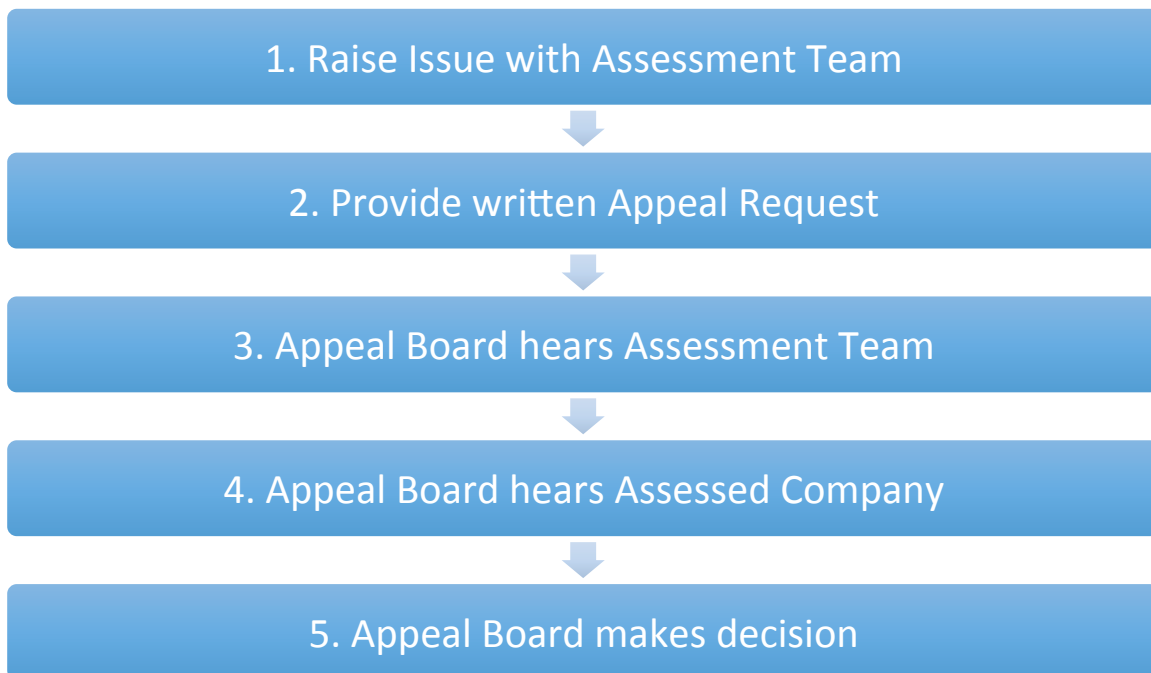 1. Raise Issue with Assessment Team
2. Provide written Appeal Request
3. Appeal Board hears Assessment Team
4. Appeal Board hears Assessed Company
5. Appeal Board makes decision